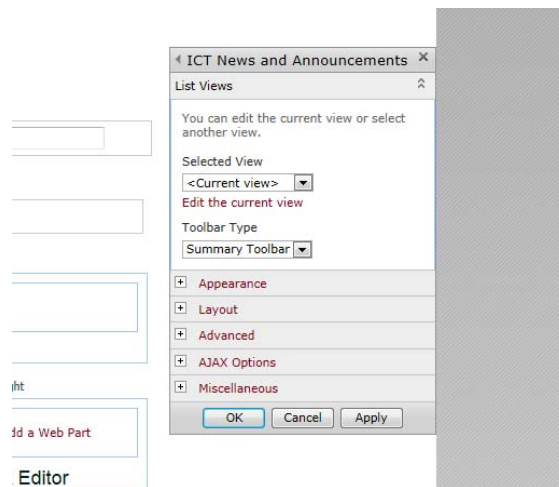 ICT News and Announcements
List Views
You can edit the current view or select
another view.
Selected View
<Current view>
Edit the current view
Toolbar Type
Summary Toolbar
Appearance
Layout
Advanced
AJAX Options
Miscellaneous
OK Cancel Apply
a Web Part
Editor